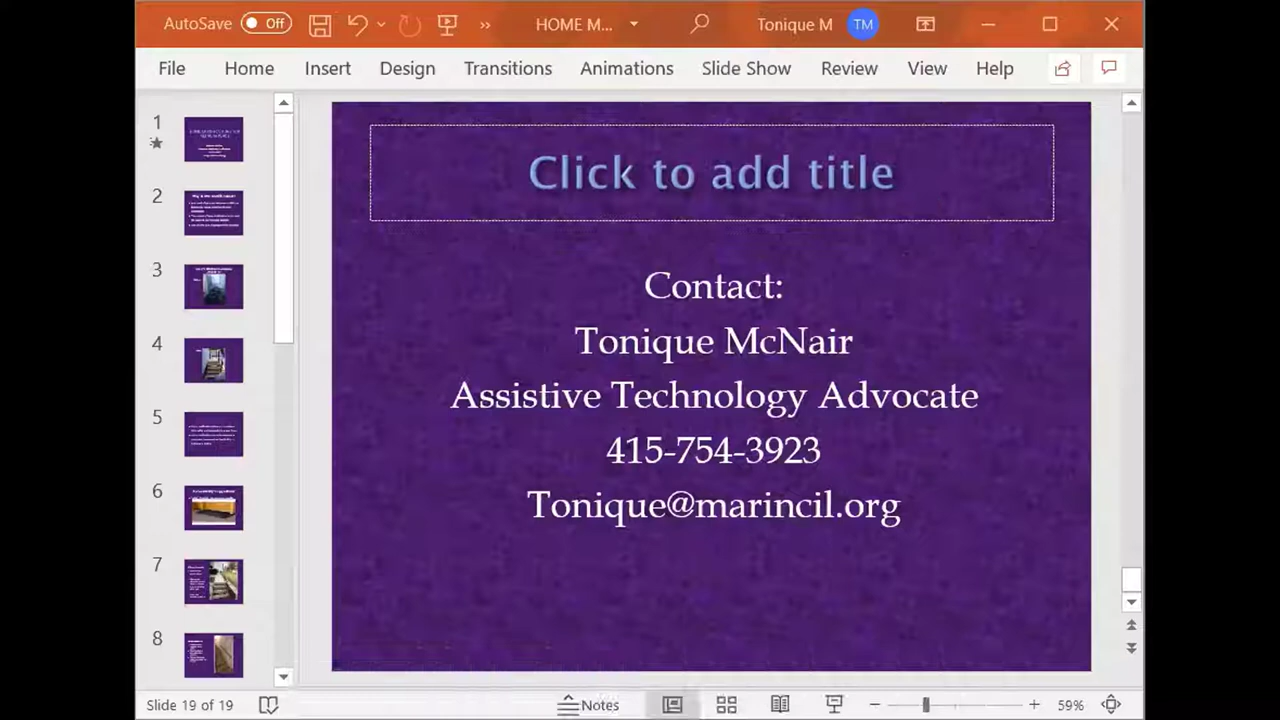 AutoSave Off HOME M... Tonique M TM
File Home Insert Design Transitions Animations Slide Show Review View Help
1
2
3
4
5
6
7
8
Click to add title
Contact:
Tonique McNair
Assistive Technology Advocate
415-754-3923
Tonique@marincil.org
Slide 19 of 19 Notes 59%